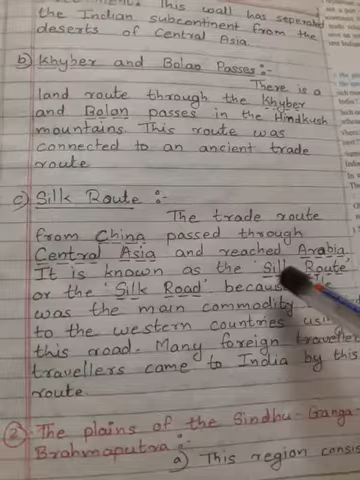 This wall has seperated
the Indian subcontinent from the
deserts of Central Asia.
b) Khyber and Bolan Passes:-
There is a
land route through the Khyber
and Bolan passes in the Hindkush
mountains. This route was
connected to an ancient trade
route
c) Silk Route :-
The trade route
from China passed through
Central Asia and reached Arabia.
It is known as the 'Silk Route'
or the 'Silk Road' because
was the main commodity
to the western countries
this road. Many foreign traveller
travellers came to India by this
route.
2) The plains of the Sindhu-Ganga-
Brahmaputra :-
a) This region consis